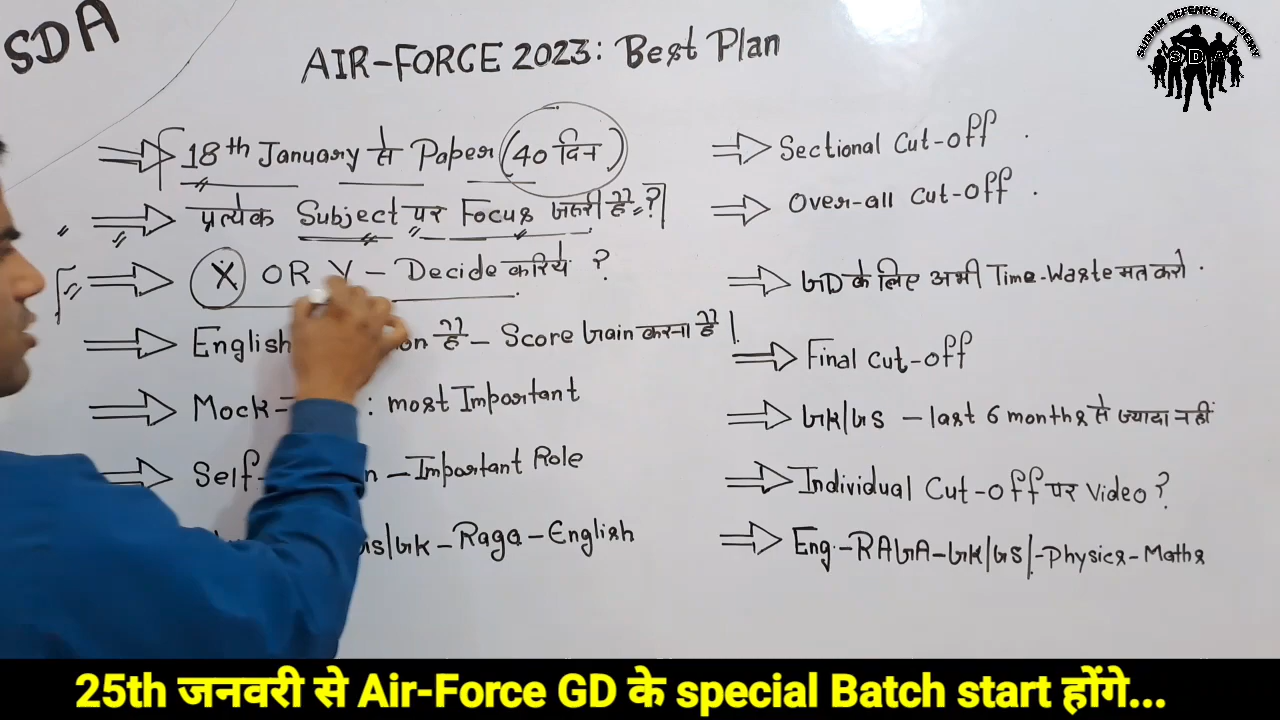 SDA
SUDHIR DEFENCE ACADEMY
SDA
AIR-FORCE 2023: Best Plan
18th January से Paper (40 दिन)
प्रत्येक Subject पर Focus जरुरी है?
X OR Y - Decide करिये ?
English है - Score Gain करना है।
Mock- : most Important
Self- - Important Role
GK - Raga - English
Sectional Cut-off
Over-all Cut-off
GD के लिए अभी Time-Waste मत करो
Final Cut-off
GK/GS - last 6 months से ज्यादा नहीं
Individual Cut-off पर Video ?
Eng.-RAGA-GK/GS/-Physics-Maths
25th जनवरी से Air-Force GD के special Batch start होंगे...